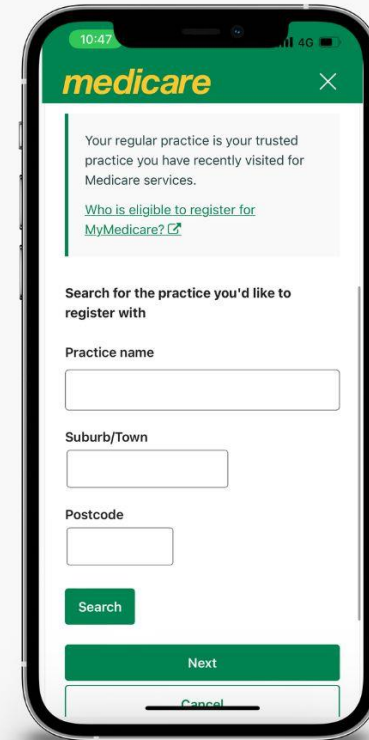 10:47
4G
medicare
Your regular practice is your trusted
practice you have recently visited for
Medicare services.
Who is eligible to register for
MyMedicare?
Search for the practice you'd like to
register with
Practice name
Suburb/Town
Postcode
Search
Next
Cancel